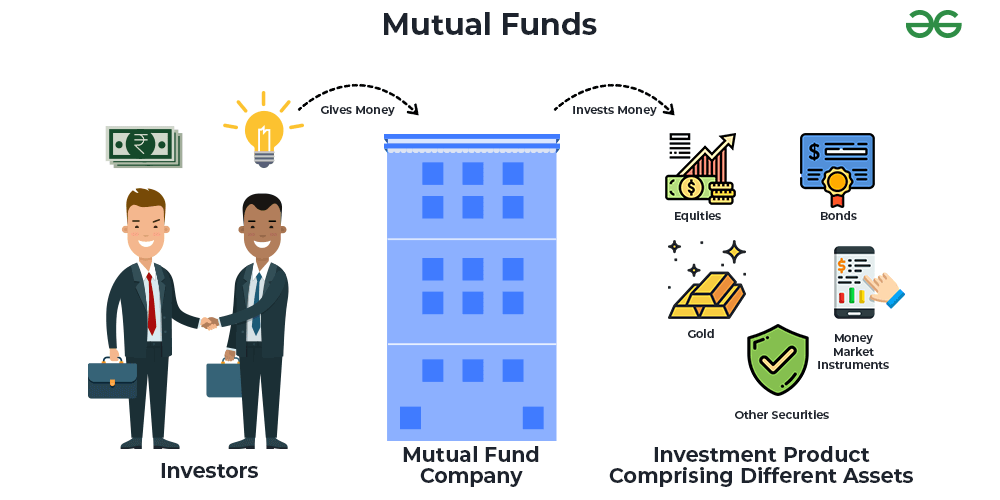 Mutual Funds
Gives Money
Invests Money
₹
$
$
Equities
Bonds
$
Gold
Money
Market
Instruments
Other Securities
Investors
Mutual Fund
Company
Investment Product
Comprising Different Assets